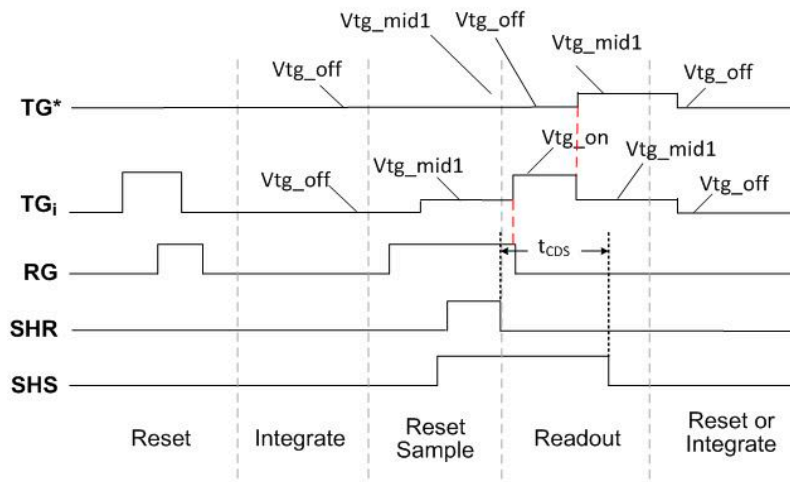 Vtg_mid1
Vtg_off
Vtg_mid1
Vtg_off
Vtg_off
TG*
Vtg_on
Vtg_mid1
Vtg_mid1
Vtg_off
Vtg_off
TGi
RG
tCDS
SHR
SHS
Reset
Integrate
Reset
Sample
Readout
Reset or
Integrate